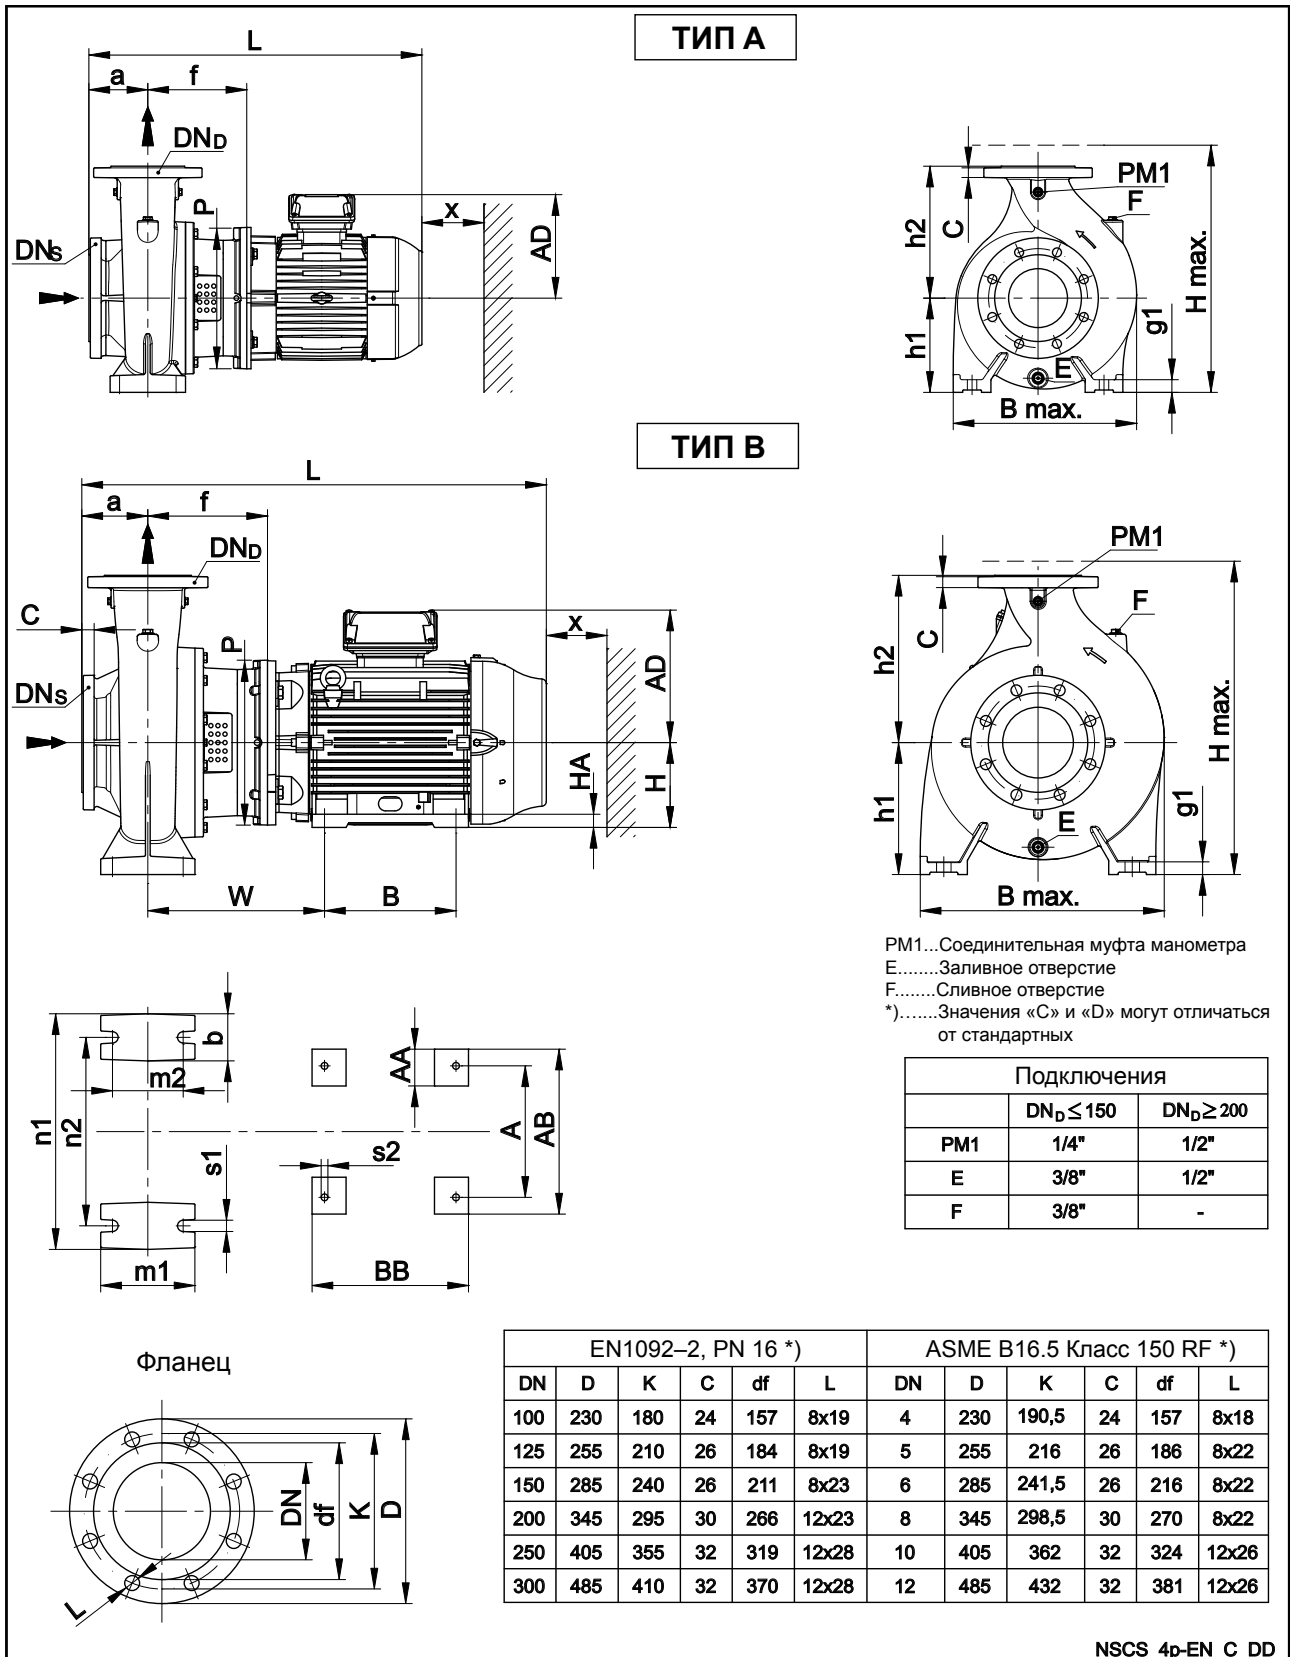 ТИП A
L
a f
DND
P
DNs
x
AD
PM1
F
C
h2
h1
E
g1
H max.
B max.
ТИП B
L
a f
DND
C
P
DNs
x
AD
HA
H
W B
PM1
F
C
h2
h1
E
g1
H max.
B max.
PM1...Соединительная муфта манометра
E........Заливное отверстие
F........Сливное отверстие
*).......Значения «C» и «D» могут отличаться
от стандартных
b
m2
n1
n2
s1
m1
AA
A
AB
s2
BB
Подключения
DND ≤ 150 DND ≥ 200
PM1 1/4" 1/2"
E 3/8" 1/2"
F 3/8" -
Фланец
DN
df
K
D
L
EN1092–2, PN 16 *) ASME B16.5 Класс 150 RF *)
DN D K C df L DN D K C df L
100 230 180 24 157 8x19 4 230 190,5 24 157 8x18
125 255 210 26 184 8x19 5 255 216 26 186 8x22
150 285 240 26 211 8x23 6 285 241,5 26 216 8x22
200 345 295 30 266 12x23 8 345 298,5 30 270 8x22
250 405 355 32 319 12x28 10 405 362 32 324 12x26
300 485 410 32 370 12x28 12 485 432 32 381 12x26
NSCS_4p-EN_C_DD